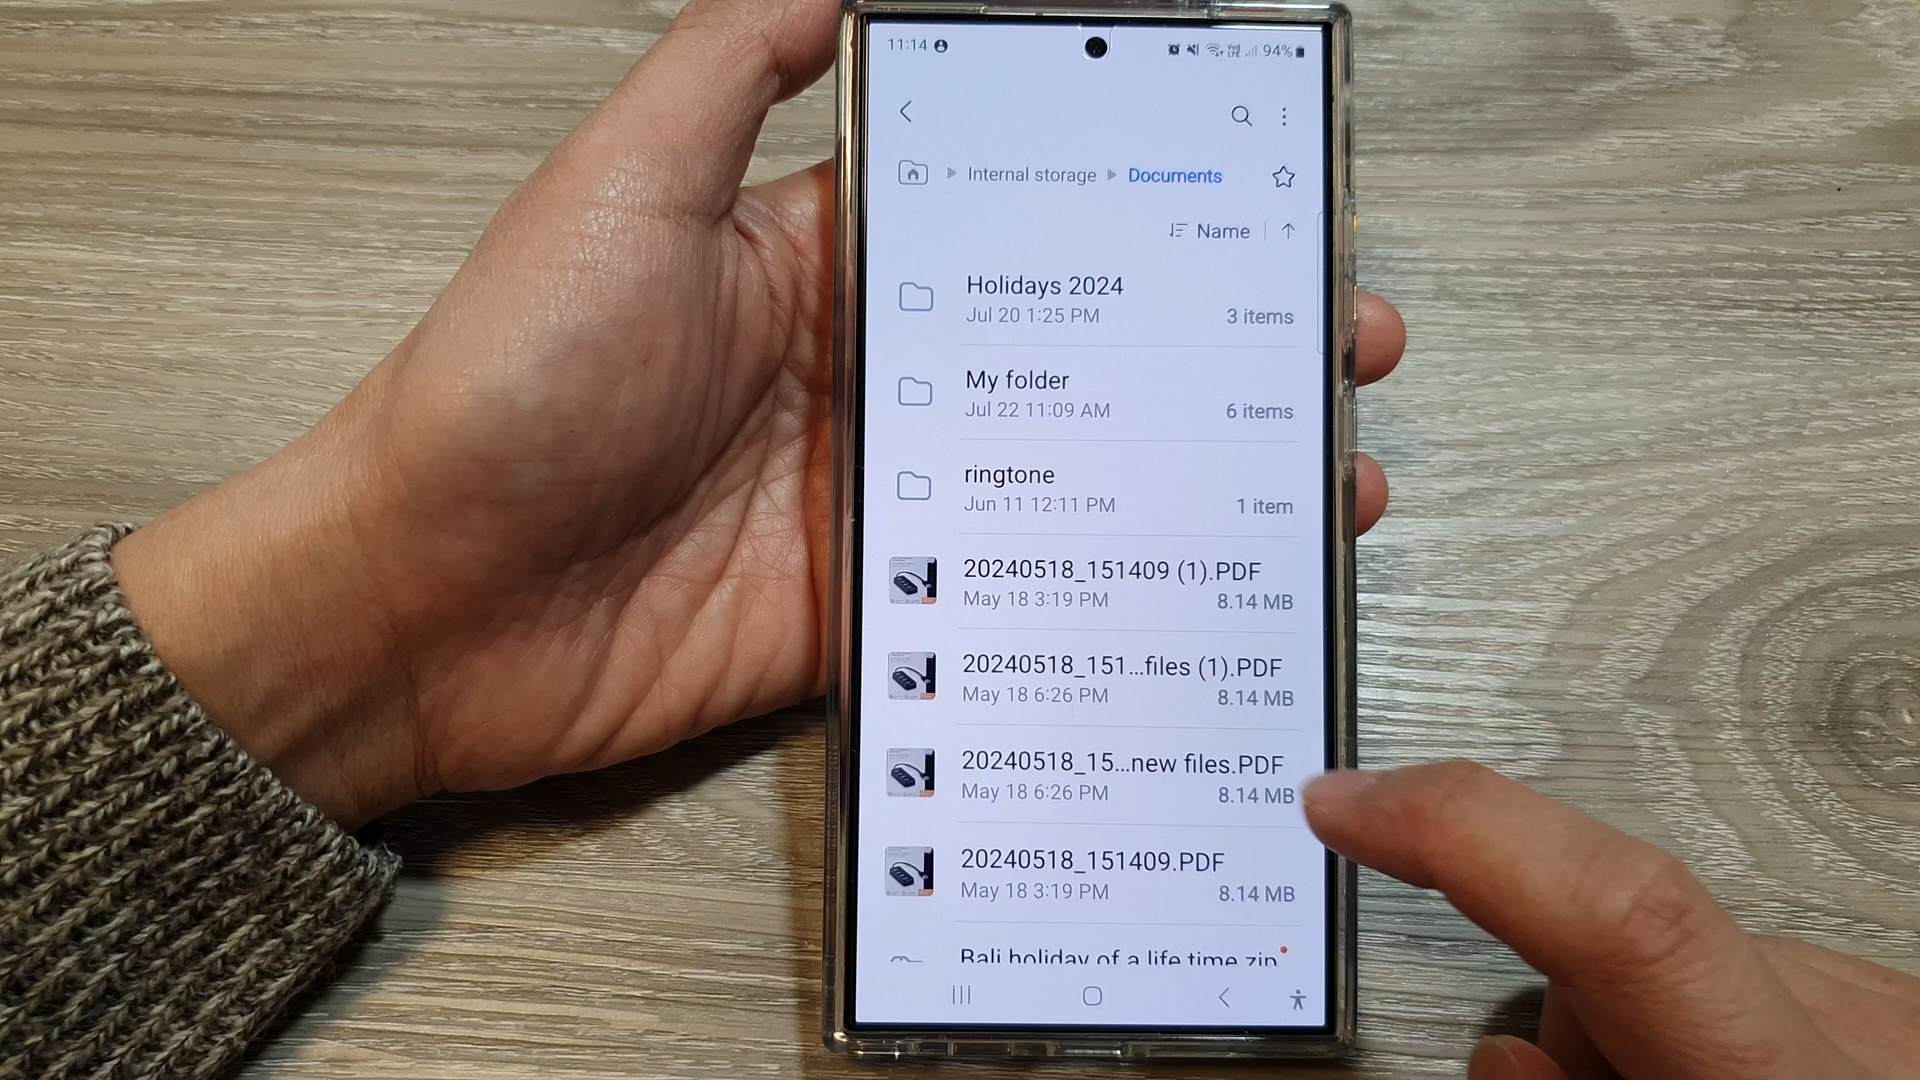 11:14
94%
Internal storage Documents
Name
Holidays 2024
Jul 20 1:25 PM 3 items
My folder
Jul 22 11:09 AM 6 items
ringtone
Jun 11 12:11 PM 1 item
20240518_151409 (1).PDF
May 18 3:19 PM 8.14 MB
20240518_151...files (1).PDF
May 18 6:26 PM 8.14 MB
20240518_15...new files.PDF
May 18 6:26 PM 8.14 MB
20240518_151409.PDF
May 18 3:19 PM 8.14 MB
Bali holiday of a life time.zip